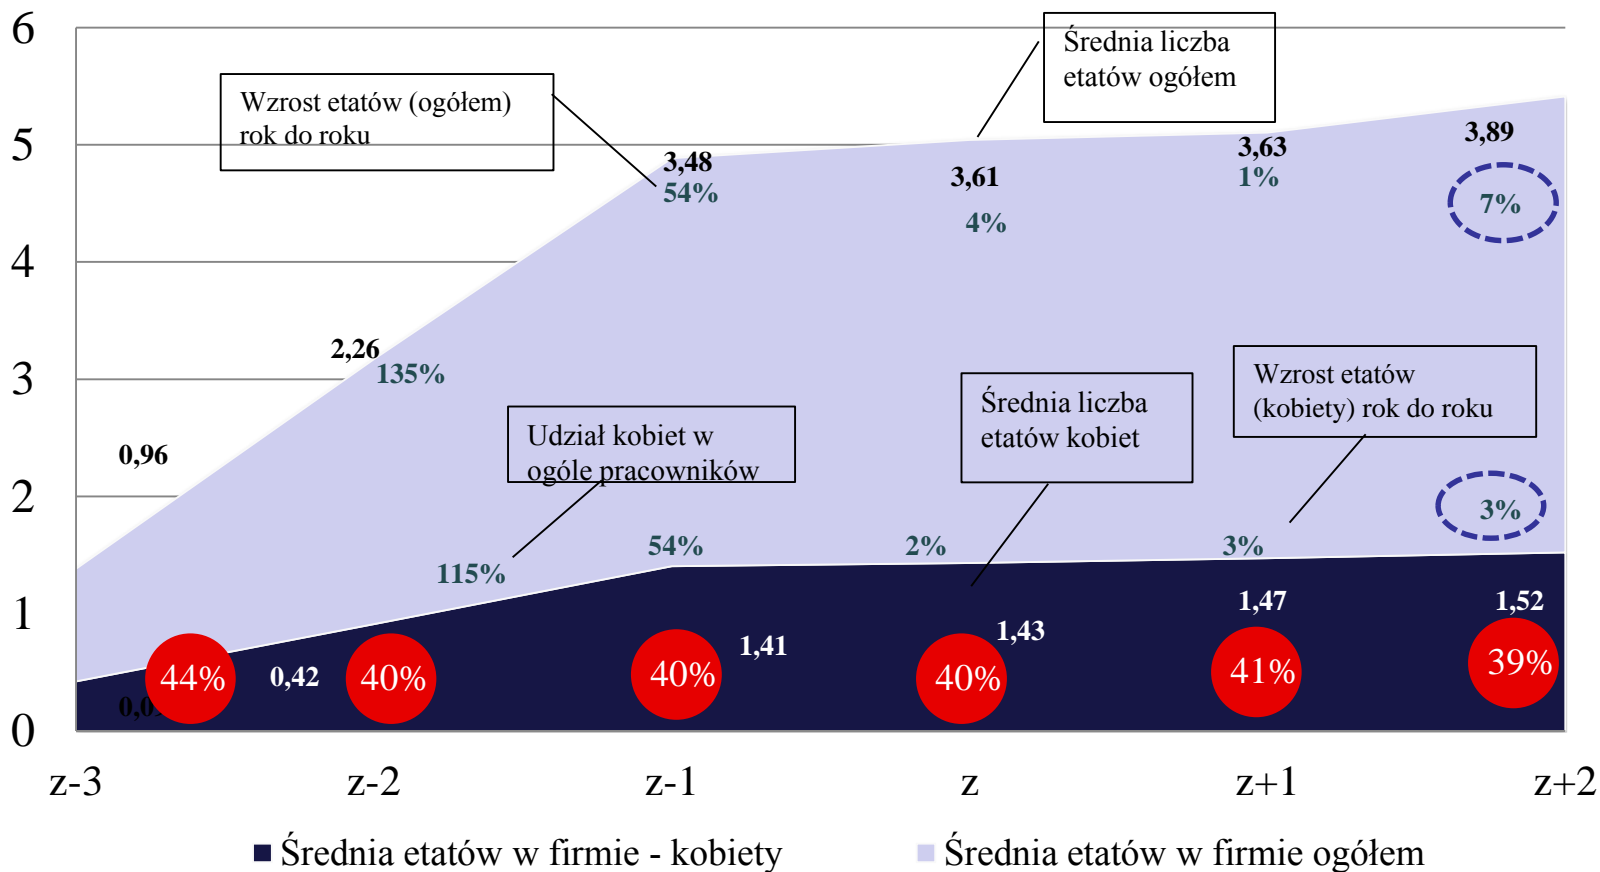 6
Średnia liczba
etatów ogółem
Wzrost etatów (ogółem)
rok do roku
5
3,48
54%
3,61
4%
3,63
1%
3,89
7%
4
2,26
135%
3
Średnia liczba
etatów kobiet
Wzrost etatów
(kobiety) rok do roku
Udział kobiet w
ogóle pracowników
0,96
2
3%
115%
54%
2%
3%
1
1,41
1,43
1,47
1,52
44%
0,42
40%
40%
40%
41%
39%
0
z-3
z-2
z-1
z
z+1
z+2
Średnia etatów w firmie - kobiety
Średnia etatów w firmie ogółem